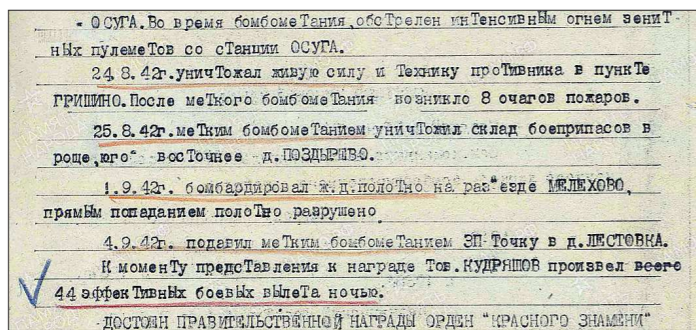 - ОСУГА. Во время бомбометания, обстрелен интенсивным огнем зенит-
ных пулеметов со станции ОСУГА.
24.8.42г. уничтожал живую силу и технику противника в пункте
ГРИШИНО. После меткого бомбометания возникло 8 очагов пожаров.
25.8.42г. метким бомбометанием уничтожил склад боеприпасов в
роще, юго" восточнее д. ПОЗДЫРЕВО.
1.9.42г. бомбардировал ж.д. полотно на раз"езде МЕЛЕХОВО,
прямым попаданием полотно разрушено
4.9.42г. подавил метким бомбометанием ЗП точку в д. ЛЕСТОВКА.
К моменту представления к награде Тов. КУДРЯШОВ произвел всего
44 эффективных боевых вылета ночью.
ДОСТОЕН ПРАВИТЕЛЬСТВЕННОЙ НАГРАДЫ ОРДЕН "КРАСНОГО ЗНАМЕНИ"